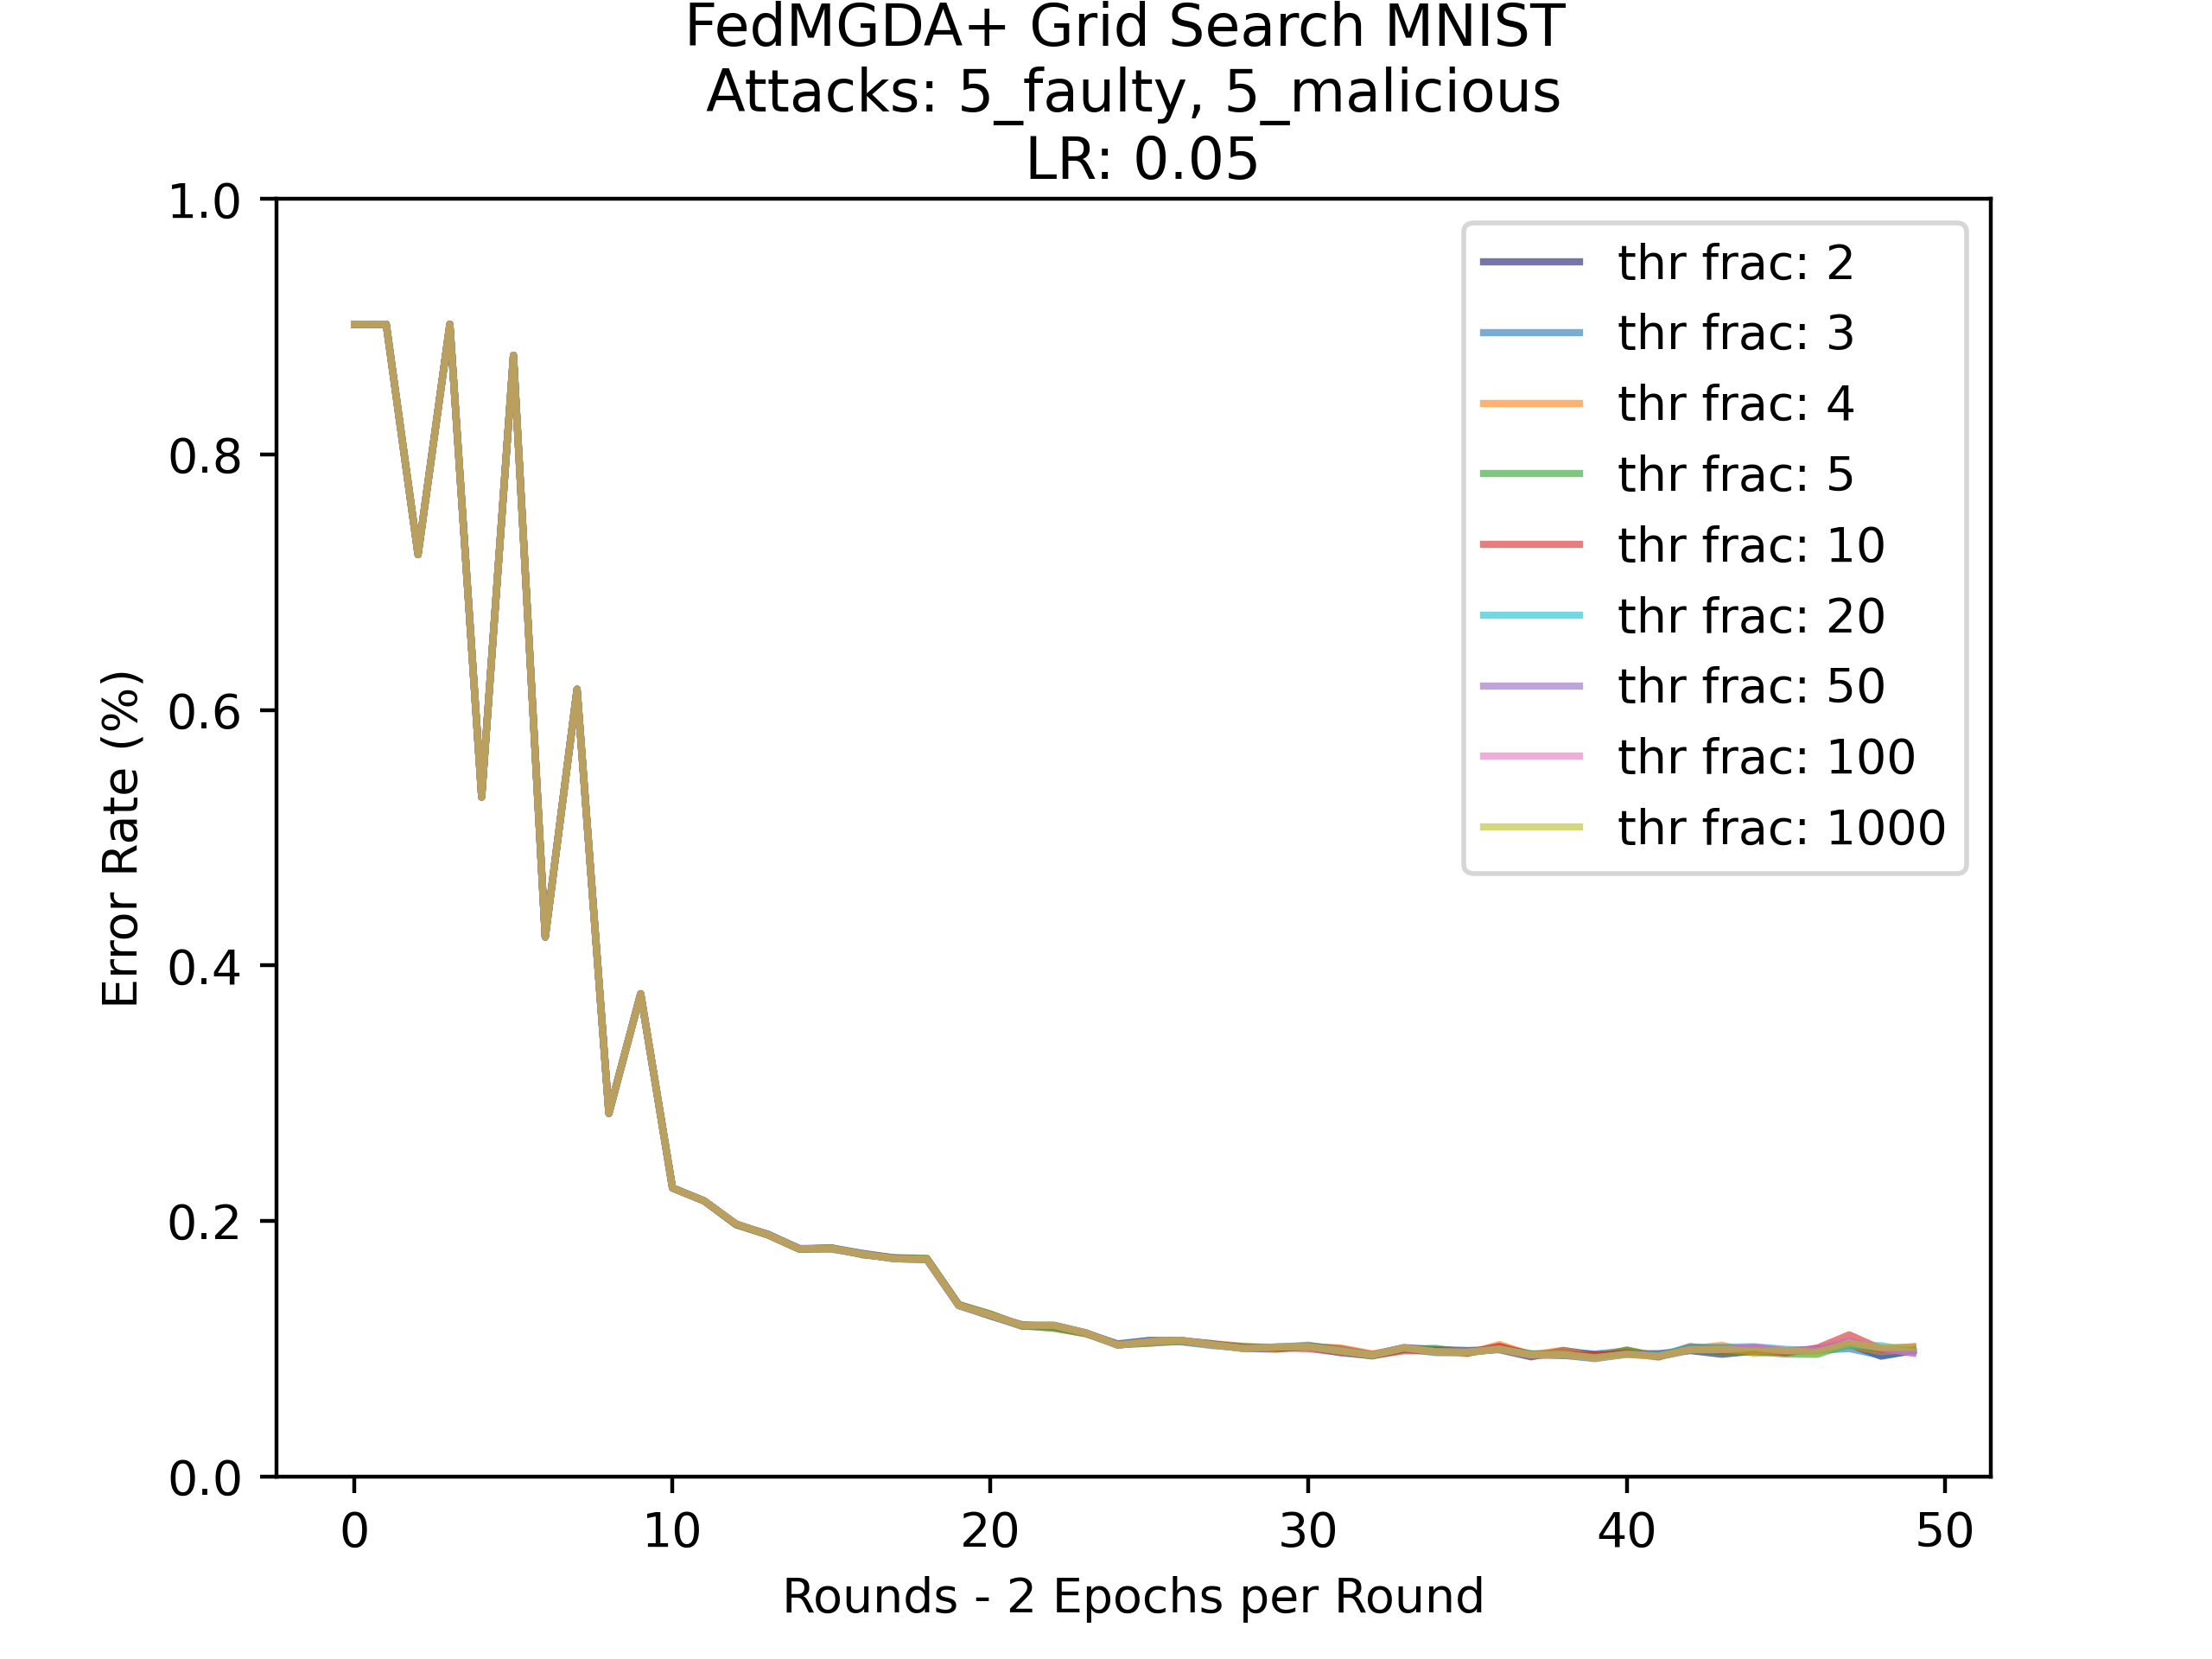 FedMGDA+ Grid Search MNIST
Attacks: 5_faulty, 5_malicious
LR: 0.05
1.0
0.8
0.6
0.4
0.2
0.0
Error Rate (%)
thr frac: 2
thr frac: 3
thr frac: 4
thr frac: 5
thr frac: 10
thr frac: 20
thr frac: 50
thr frac: 100
thr frac: 1000
0 10 20 30 40 50
Rounds - 2 Epochs per Round